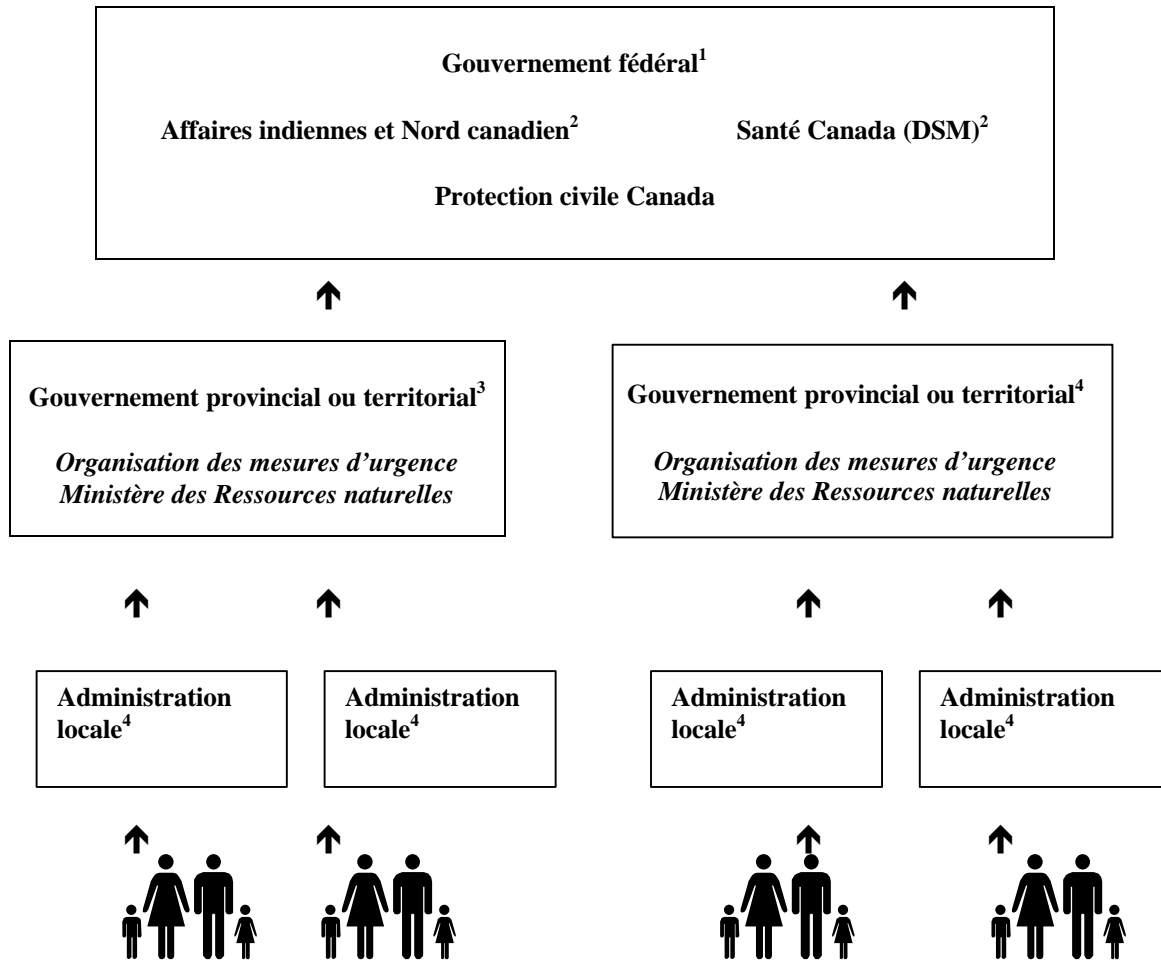 Gouvernement fédéral¹
Affaires indiennes et Nord canadien² Santé Canada (DSM)²
Protection civile Canada
Gouvernement provincial ou territorial³
Organisation des mesures d'urgence
Ministère des Ressources naturelles
Gouvernement provincial ou territorial⁴
Organisation des mesures d'urgence
Ministère des Ressources naturelles
Administration
locale⁴
Administration
locale⁴
Administration
locale⁴
Administration
locale⁴